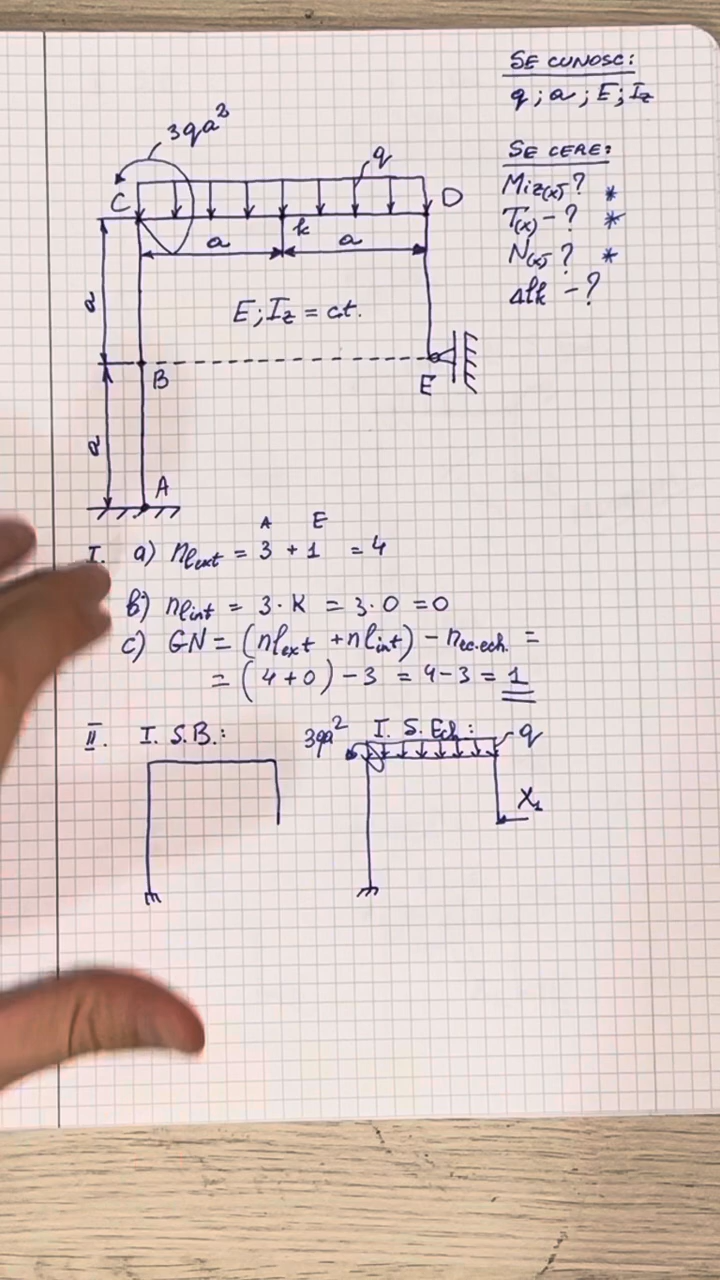 SE CUNOSC:
q ; a ; E ; Iz
SE CERE:
Miz(x) ? *
T(x) - ? *
N(x) ? *
Δfk - ?
3qa²
q
C
D
k
a
a
a
E ; Iz = ct.
B
E
a
A
A E
I. a) nlext = 3 + 1 = 4
b) nlint = 3 · K = 3 · 0 = 0
c) GN = (nlext + nlint) - nec.ech. =
= (4+0) - 3 = 4 - 3 = 1
II. I. S.B.: 3qa² I. S.Ech: q
X1